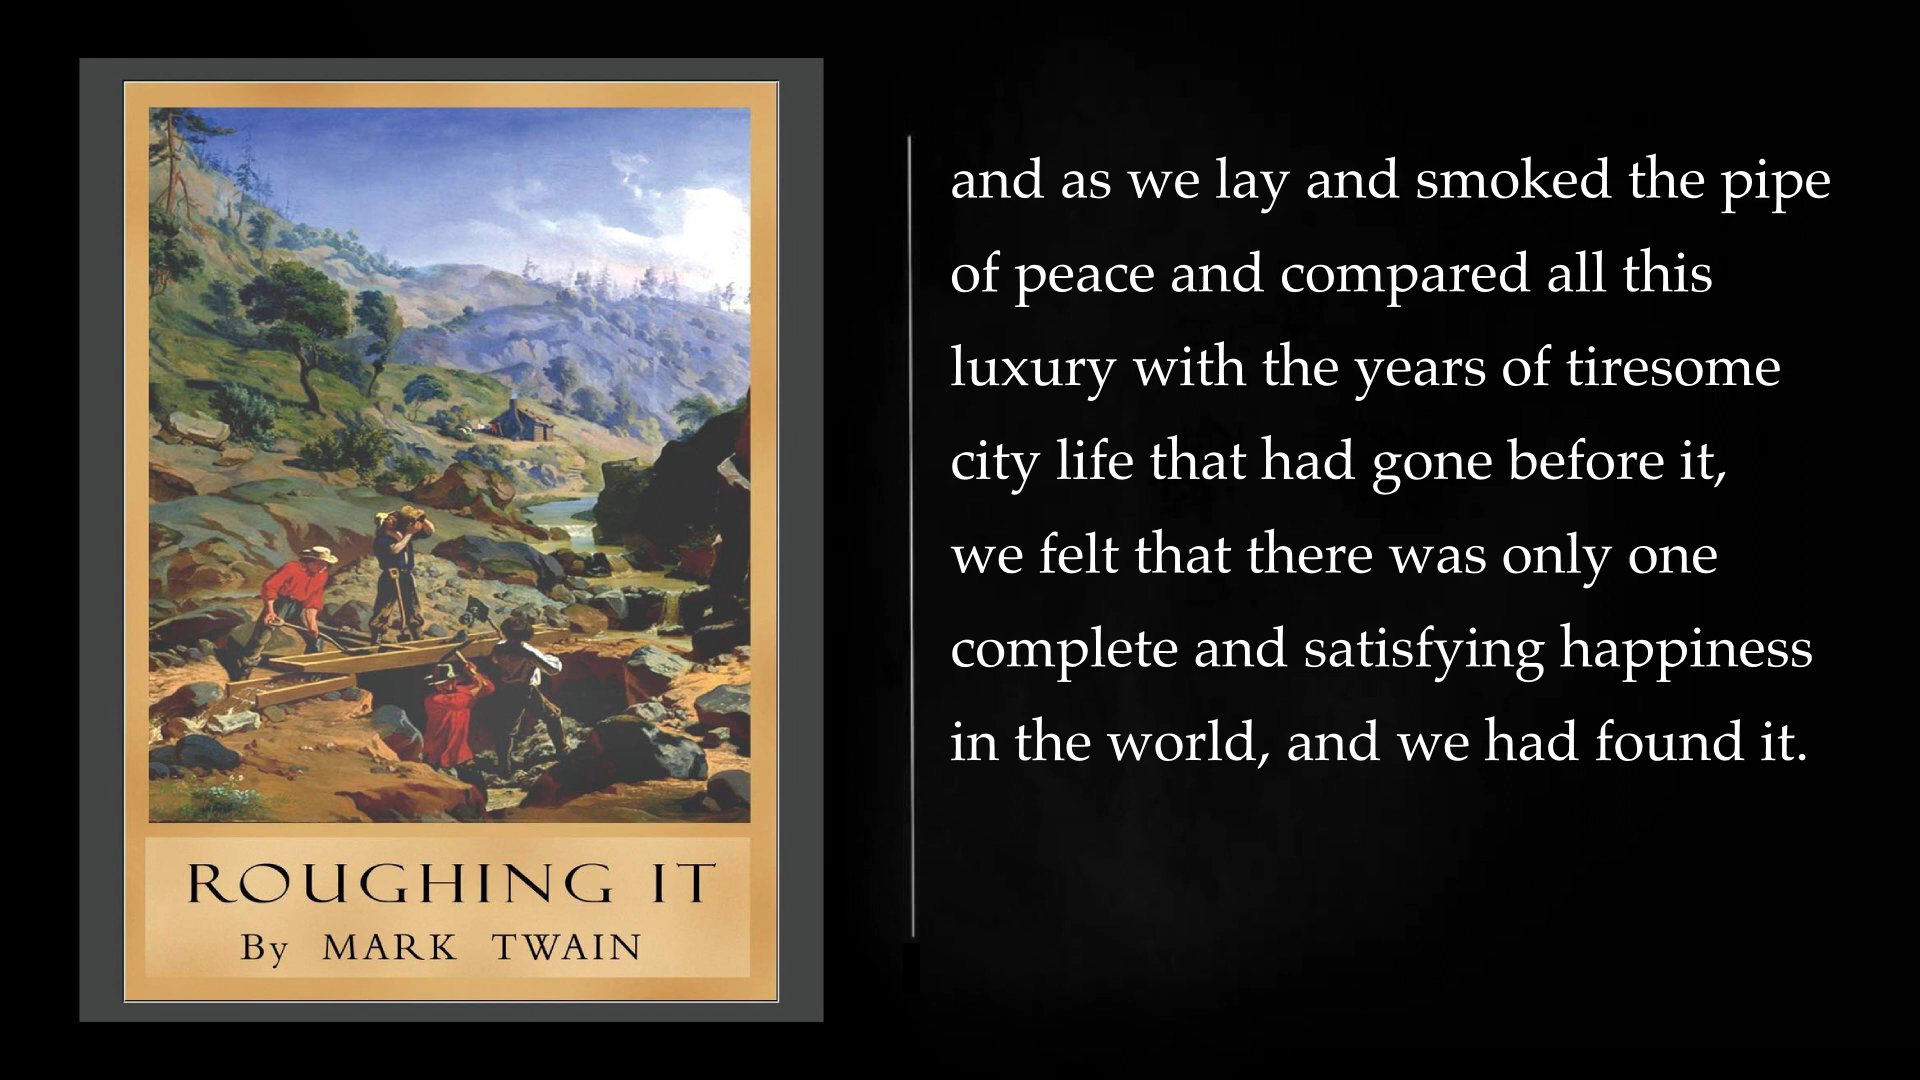 ROUGHING IT
By MARK TWAIN
and as we lay and smoked the pipe
of peace and compared all this
luxury with the years of tiresome
city life that had gone before it,
we felt that there was only one
complete and satisfying happiness
in the world, and we had found it.